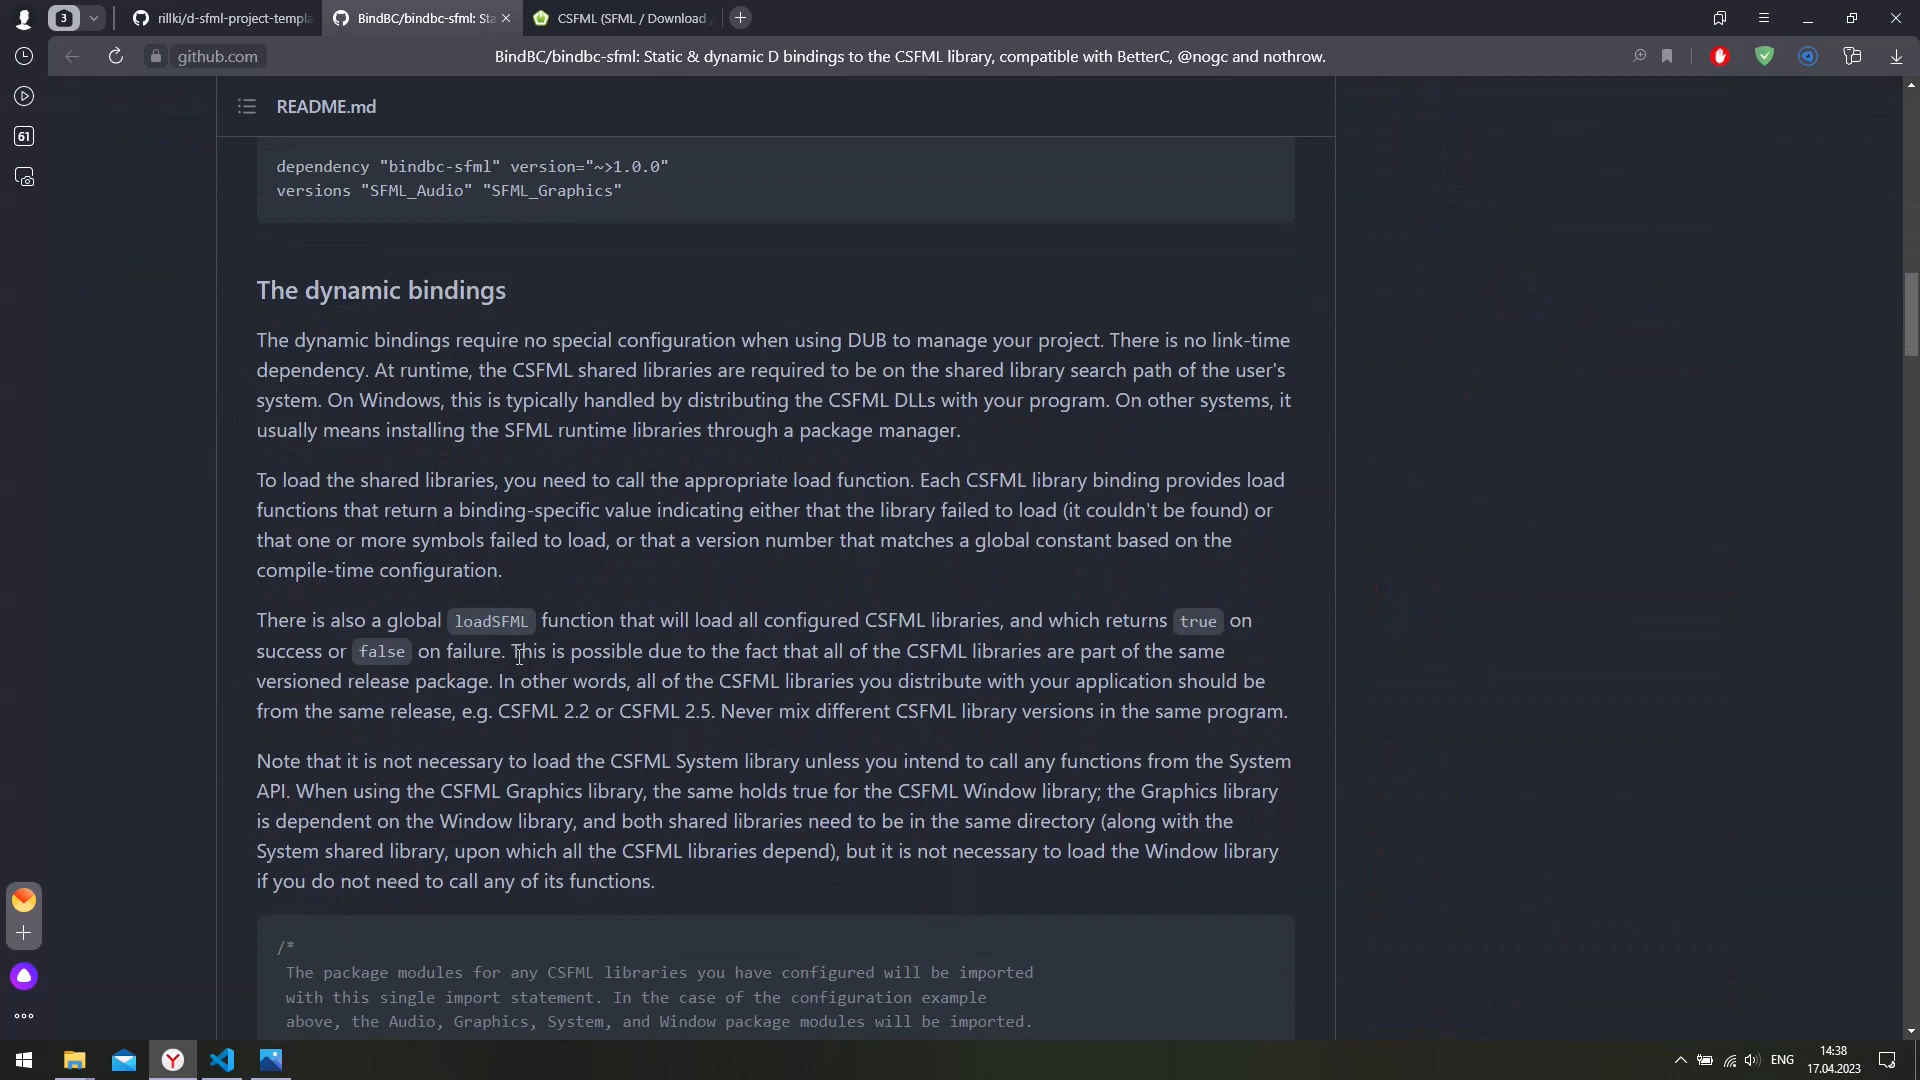 3
rillki/d-sfml-project-templa
BindBC/bindbc-sfml: Sta
CSFML (SFML / Download
github.com
BindBC/bindbc-sfml: Static & dynamic D bindings to the CSFML library, compatible with BetterC, @nogc and nothrow.
61
README.md
dependency "bindbc-sfml" version="~>1.0.0"
versions "SFML_Audio" "SFML_Graphics"
The dynamic bindings
The dynamic bindings require no special configuration when using DUB to manage your project. There is no link-time
dependency. At runtime, the CSFML shared libraries are required to be on the shared library search path of the user's
system. On Windows, this is typically handled by distributing the CSFML DLLs with your program. On other systems, it
usually means installing the SFML runtime libraries through a package manager.
To load the shared libraries, you need to call the appropriate load function. Each CSFML library binding provides load
functions that return a binding-specific value indicating either that the library failed to load (it couldn't be found) or
that one or more symbols failed to load, or that a version number that matches a global constant based on the
compile-time configuration.
There is also a global loadSFML function that will load all configured CSFML libraries, and which returns true on
success or false on failure. This is possible due to the fact that all of the CSFML libraries are part of the same
versioned release package. In other words, all of the CSFML libraries you distribute with your application should be
from the same release, e.g. CSFML 2.2 or CSFML 2.5. Never mix different CSFML library versions in the same program.
Note that it is not necessary to load the CSFML System library unless you intend to call any functions from the System
API. When using the CSFML Graphics library, the same holds true for the CSFML Window library; the Graphics library
is dependent on the Window library, and both shared libraries need to be in the same directory (along with the
System shared library, upon which all the CSFML libraries depend), but it is not necessary to load the Window library
if you do not need to call any of its functions.
/*
The package modules for any CSFML libraries you have configured will be imported
with this single import statement. In the case of the configuration example
above, the Audio, Graphics, System, and Window package modules will be imported.
ENG
14:38
17.04.2023